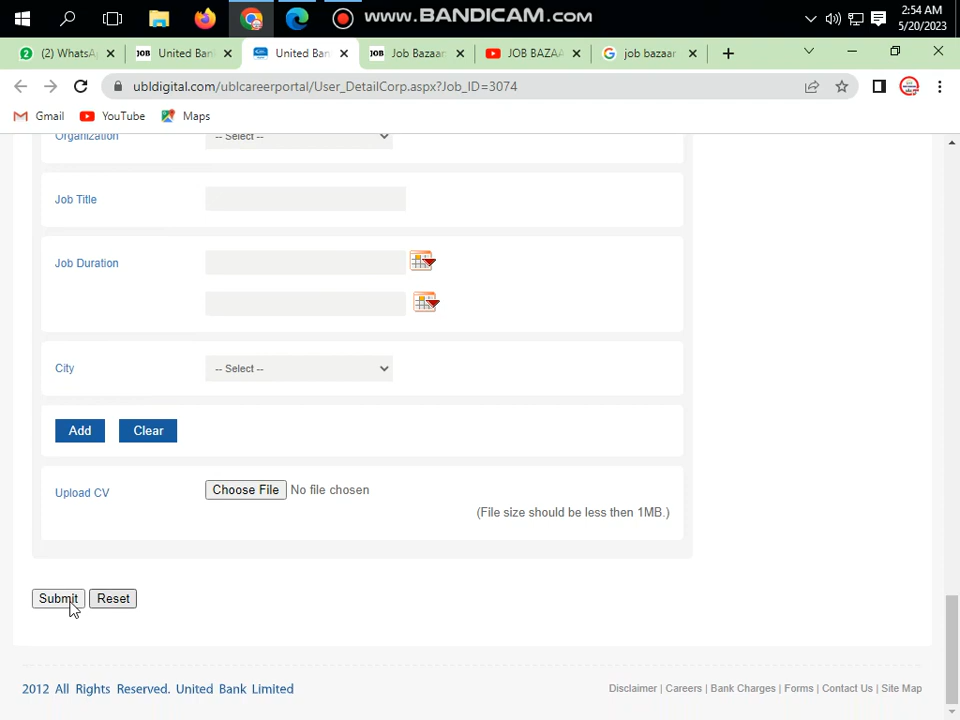 www.BANDICAM.com
2:54 AM
5/20/2023
(2) WhatsA
United Ban
United Ban
Job Bazaar
JOB BAZAA
job bazaar
ubldigital.com/ublcareerportal/User_DetailCorp.aspx?Job_ID=3074
Gmail
YouTube
Maps
Organization
-- Select --
Job Title
Job Duration
City
-- Select --
Add
Clear
Upload CV
Choose File
No file chosen
(File size should be less then 1MB.)
Submit
Reset
2012 All Rights Reserved. United Bank Limited
Disclaimer | Careers | Bank Charges | Forms | Contact Us | Site Map